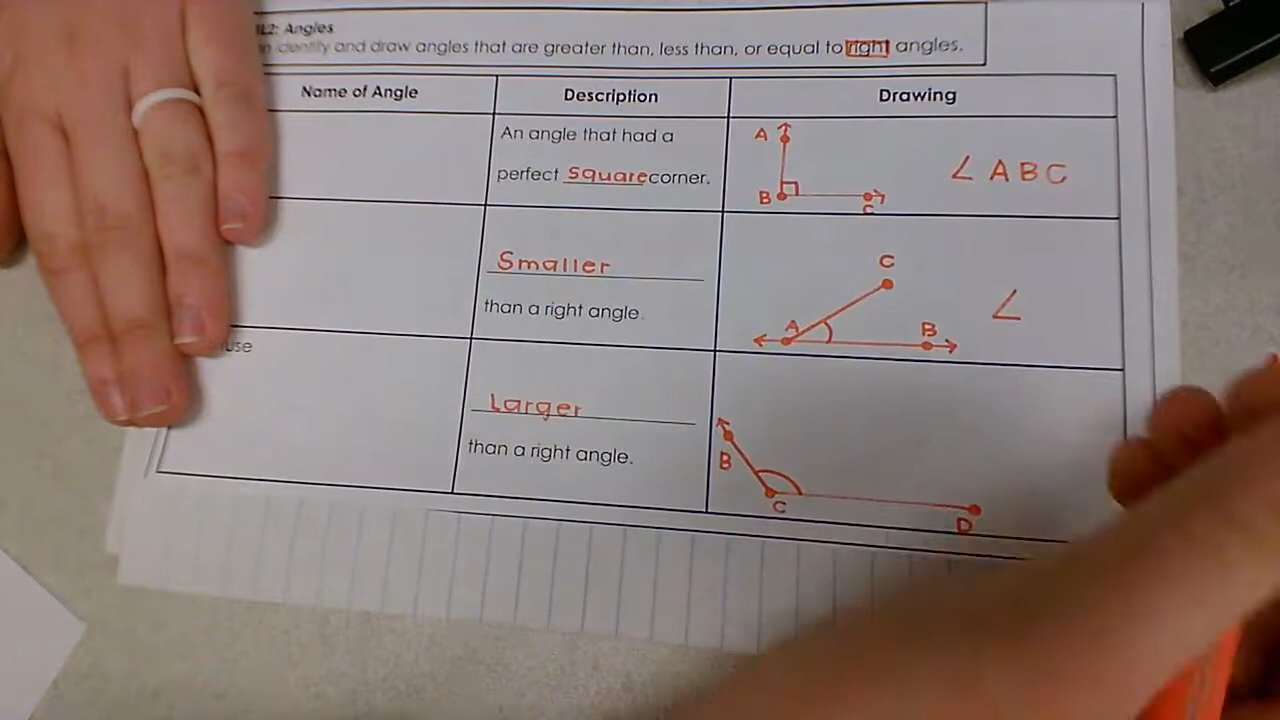 L2: Angles
identify and draw angles that are greater than, less than, or equal to right angles.
Name of Angle
Description
Drawing
An angle that had a
perfect square corner.
A
B
C
∠ A B C
Smaller
than a right angle.
C
A
B
∠
use
Larger
than a right angle.
B
C
D